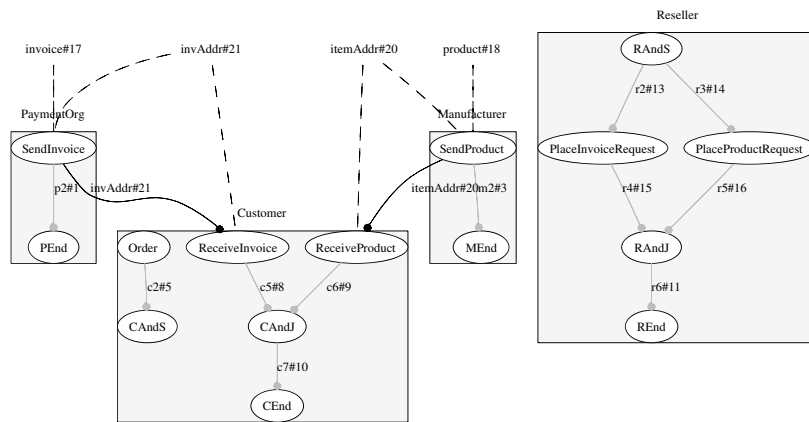 Reseller
invoice#17 invAddr#21 itemAddr#20 product#18 RAndS
r2#13 r3#14
PaymentOrg Manufacturer
SendInvoice SendProduct PlaceInvoiceRequest PlaceProductRequest
p2#1 invAddr#21 itemAddr#20m2#3 r4#15 r5#16
Customer
PEnd Order ReceiveInvoice ReceiveProduct MEnd RAndJ
c2#5 c5#8 c6#9 r6#11
CAndS CAndJ REnd
c7#10
CEnd